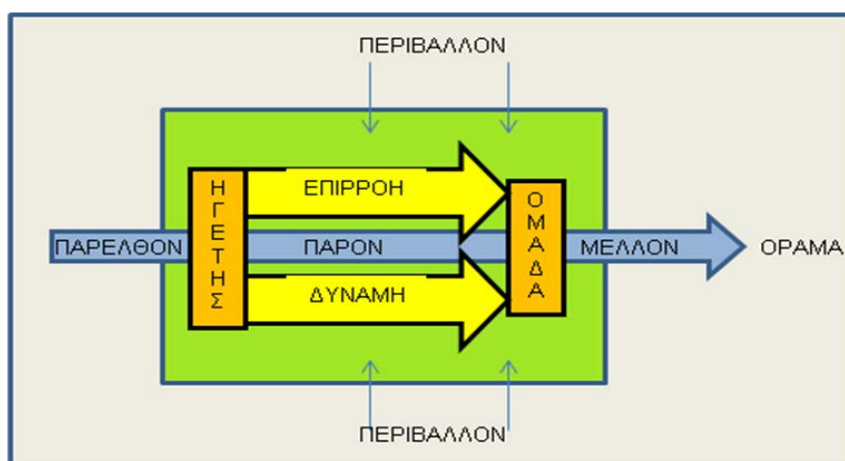 ΠΕΡΙΒΑΛΛΟΝ
ΗΓΕΤΗΣ
ΕΠΙΡΡΟΗ
ΟΜΑΔΑ
ΠΑΡΕΛΘΟΝ
ΠΑΡΟΝ
ΜΕΛΛΟΝ
ΟΡΑΜΑ
ΔΥΝΑΜΗ
ΠΕΡΙΒΑΛΛΟΝ